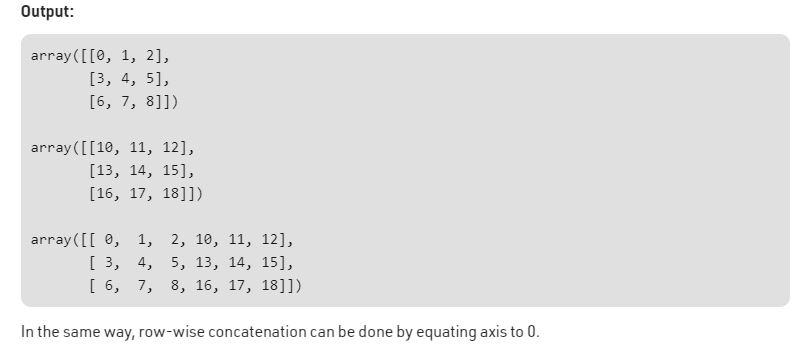 Output:
array([[0, 1, 2],
       [3, 4, 5],
       [6, 7, 8]])
array([[10, 11, 12],
       [13, 14, 15],
       [16, 17, 18]])
array([[ 0,  1,  2, 10, 11, 12],
       [ 3,  4,  5, 13, 14, 15],
       [ 6,  7,  8, 16, 17, 18]])
In the same way, row-wise concatenation can be done by equating axis to 0.